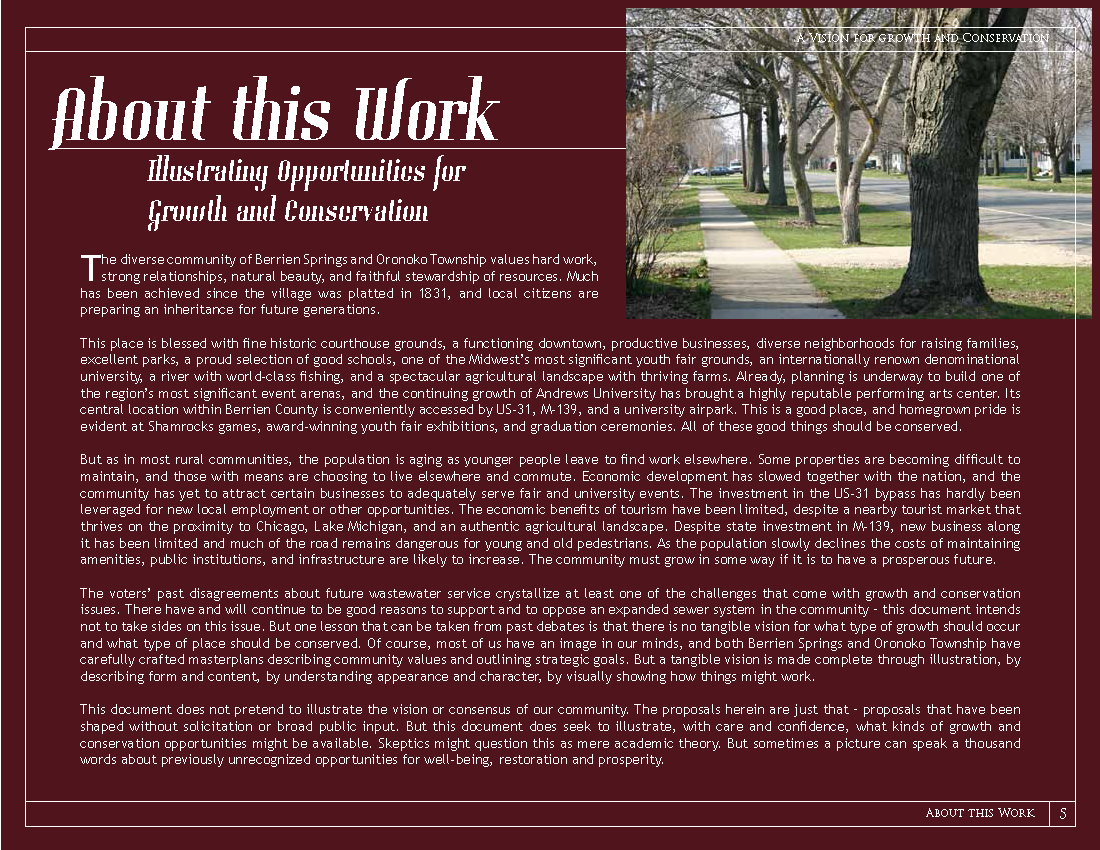 A Vision for growth and Conservation
About this Work
Illustrating Opportunities for
Growth and Conservation
The diverse community of Berrien Springs and Oronoko Township values hard work,
strong relationships, natural beauty, and faithful stewardship of resources. Much
has been achieved since the village was platted in 1831, and local citizens are
preparing an inheritance for future generations.
This place is blessed with fine historic courthouse grounds, a functioning downtown, productive businesses, diverse neighborhoods for raising families,
excellent parks, a proud selection of good schools, one of the Midwest's most significant youth fair grounds, an internationally renown denominational
university, a river with world-class fishing, and a spectacular agricultural landscape with thriving farms. Already, planning is underway to build one of
the region's most significant event arenas, and the continuing growth of Andrews University has brought a highly reputable performing arts center. Its
central location within Berrien County is conveniently accessed by US-31, M-139, and a university airpark. This is a good place, and homegrown pride is
evident at Shamrocks games, award-winning youth fair exhibitions, and graduation ceremonies. All of these good things should be conserved.
But as in most rural communities, the population is aging as younger people leave to find work elsewhere. Some properties are becoming difficult to
maintain, and those with means are choosing to live elsewhere and commute. Economic development has slowed together with the nation, and the
community has yet to attract certain businesses to adequately serve fair and university events. The investment in the US-31 bypass has hardly been
leveraged for new local employment or other opportunities. The economic benefits of tourism have been limited, despite a nearby tourist market that
thrives on the proximity to Chicago, Lake Michigan, and an authentic agricultural landscape. Despite state investment in M-139, new business along
it has been limited and much of the road remains dangerous for young and old pedestrians. As the population slowly declines the costs of maintaining
amenities, public institutions, and infrastructure are likely to increase. The community must grow in some way if it is to have a prosperous future.
The voters' past disagreements about future wastewater service crystallize at least one of the challenges that come with growth and conservation
issues. There have and will continue to be good reasons to support and to oppose an expanded sewer system in the community - this document intends
not to take sides on this issue. But one lesson that can be taken from past debates is that there is no tangible vision for what type of growth should occur
and what type of place should be conserved. Of course, most of us have an image in our minds, and both Berrien Springs and Oronoko Township have
carefully crafted masterplans describing community values and outlining strategic goals. But a tangible vision is made complete through illustration, by
describing form and content, by understanding appearance and character, by visually showing how things might work.
This document does not pretend to illustrate the vision or consensus of our community. The proposals herein are just that - proposals that have been
shaped without solicitation or broad public input. But this document does seek to illustrate, with care and confidence, what kinds of growth and
conservation opportunities might be available. Skeptics might question this as mere academic theory. But sometimes a picture can speak a thousand
words about previously unrecognized opportunities for well-being, restoration and prosperity.
About this Work 5